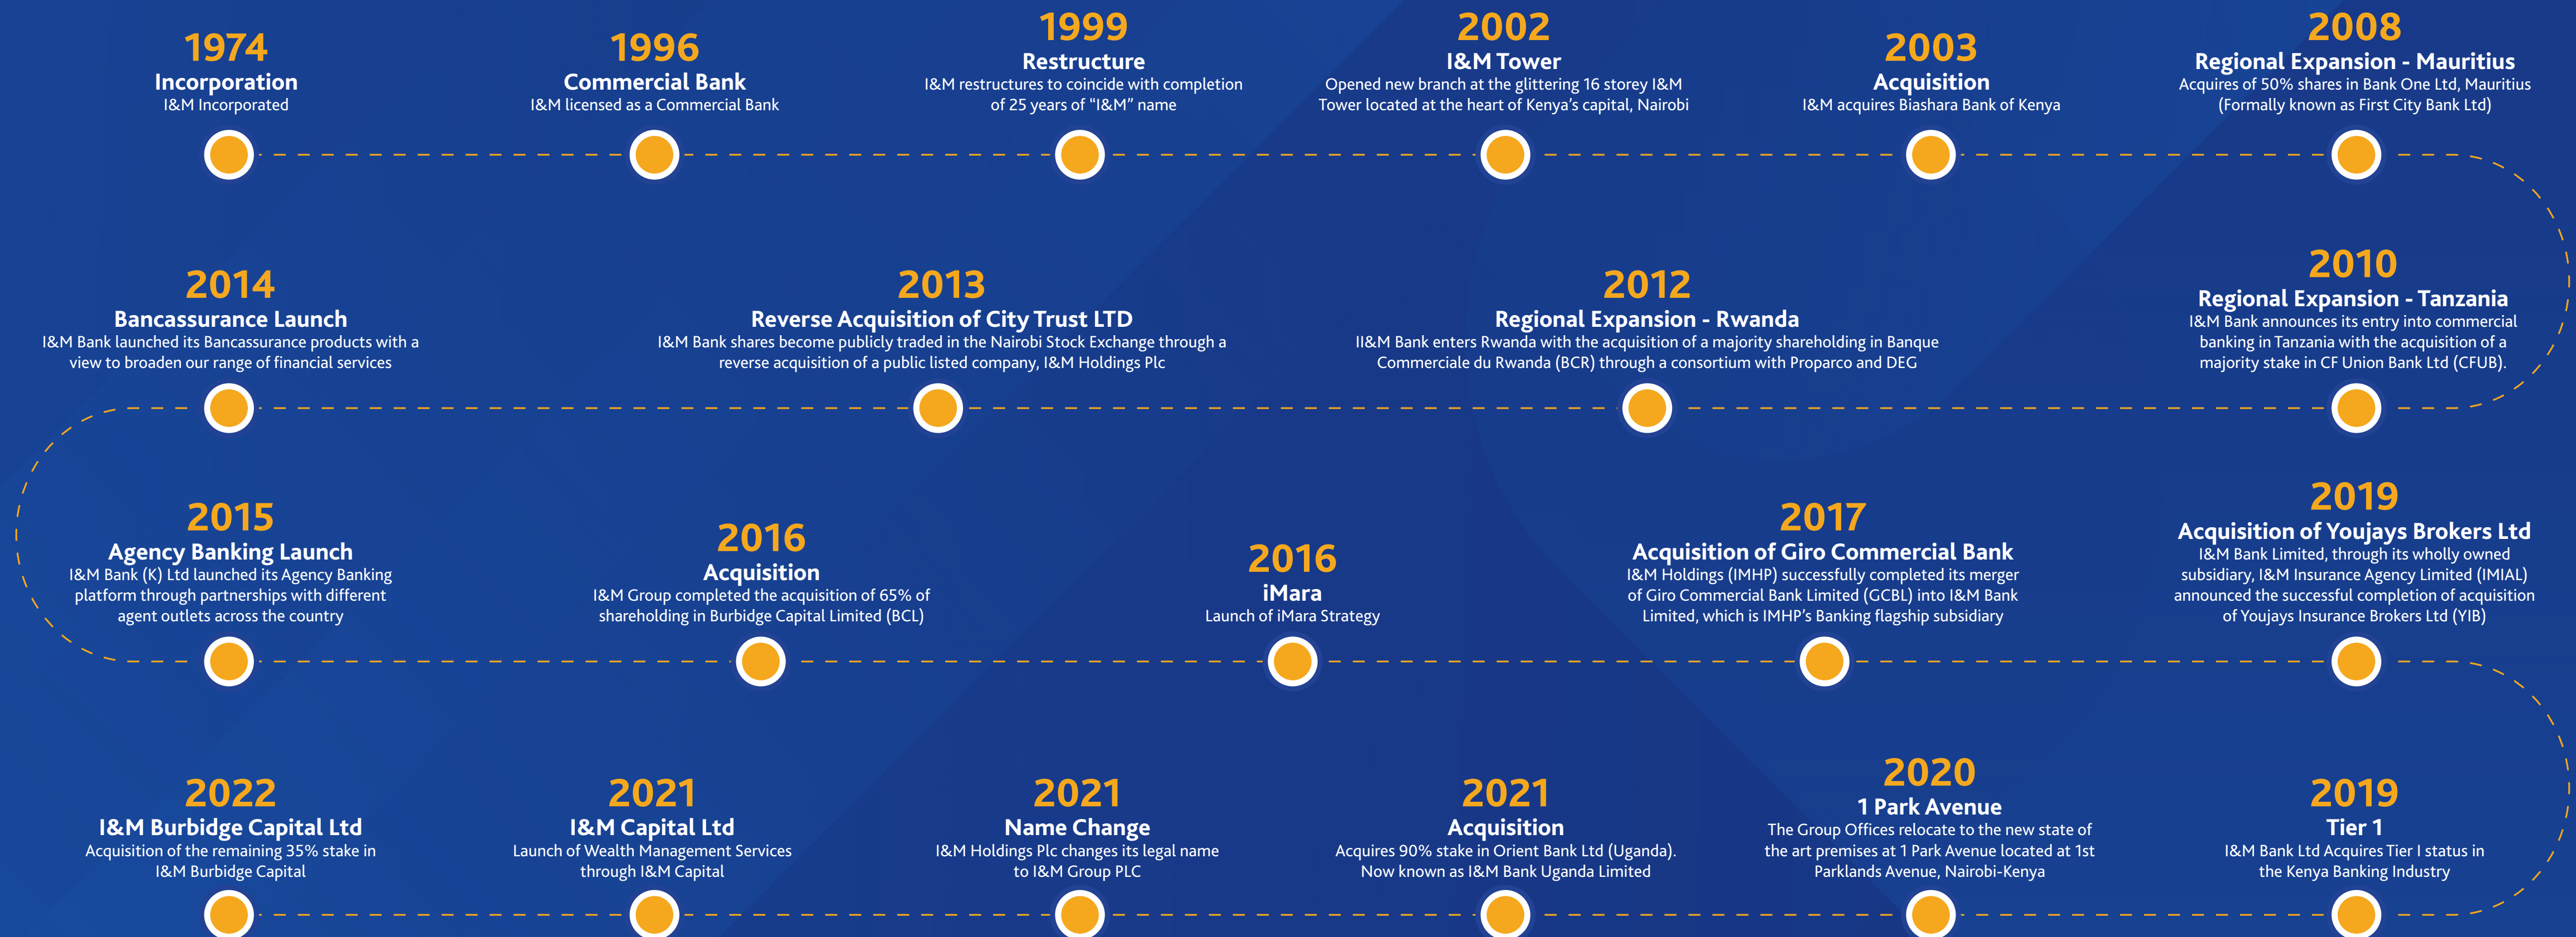 1974
Incorporation
I&M Incorporated
1996
Commercial Bank
I&M licensed as a Commercial Bank
1999
Restructure
I&M restructures to coincide with completion
of 25 years of “I&M” name
2002
I&M Tower
Opened new branch at the glittering 16 storey I&M
Tower located at the heart of Kenya’s capital, Nairobi
2003
Acquisition
I&M acquires Biashara Bank of Kenya
2008
Regional Expansion - Mauritius
Acquires of 50% shares in Bank One Ltd, Mauritius
(Formally known as First City Bank Ltd)
2010
Regional Expansion - Tanzania
I&M Bank announces its entry into commercial
banking in Tanzania with the acquisition of a
majority stake in CF Union Bank Ltd (CFUB).
2012
Regional Expansion - Rwanda
II&M Bank enters Rwanda with the acquisition of a majority shareholding in Banque
Commerciale du Rwanda (BCR) through a consortium with Proparco and DEG
2013
Reverse Acquisition of City Trust LTD
I&M Bank shares become publicly traded in the Nairobi Stock Exchange through a
reverse acquisition of a public listed company, I&M Holdings Plc
2014
Bancassurance Launch
I&M Bank launched its Bancassurance products with a
view to broaden our range of financial services
2015
Agency Banking Launch
I&M Bank (K) Ltd launched its Agency Banking
platform through partnerships with different
agent outlets across the country
2016
Acquisition
I&M Group completed the acquisition of 65% of
shareholding in Burbidge Capital Limited (BCL)
2016
iMara
Launch of iMara Strategy
2017
Acquisition of Giro Commercial Bank
I&M Holdings (IMHP) successfully completed its merger
of Giro Commercial Bank Limited (GCBL) into I&M Bank
Limited, which is IMHP’s Banking flagship subsidiary
2019
Acquisition of Youjays Brokers Ltd
I&M Bank Limited, through its wholly owned
subsidiary, I&M Insurance Agency Limited (IMIAL)
announced the successful completion of acquisition
of Youjays Insurance Brokers Ltd (YIB)
2019
Tier 1
I&M Bank Ltd Acquires Tier I status in
the Kenya Banking Industry
2020
1 Park Avenue
The Group Offices relocate to the new state of
the art premises at 1 Park Avenue located at 1st
Parklands Avenue, Nairobi-Kenya
2021
Acquisition
Acquires 90% stake in Orient Bank Ltd (Uganda).
Now known as I&M Bank Uganda Limited
2021
Name Change
I&M Holdings Plc changes its legal name
to I&M Group PLC
2021
I&M Capital Ltd
Launch of Wealth Management Services
through I&M Capital
2022
I&M Burbidge Capital Ltd
Acquisition of the remaining 35% stake in
I&M Burbidge Capital